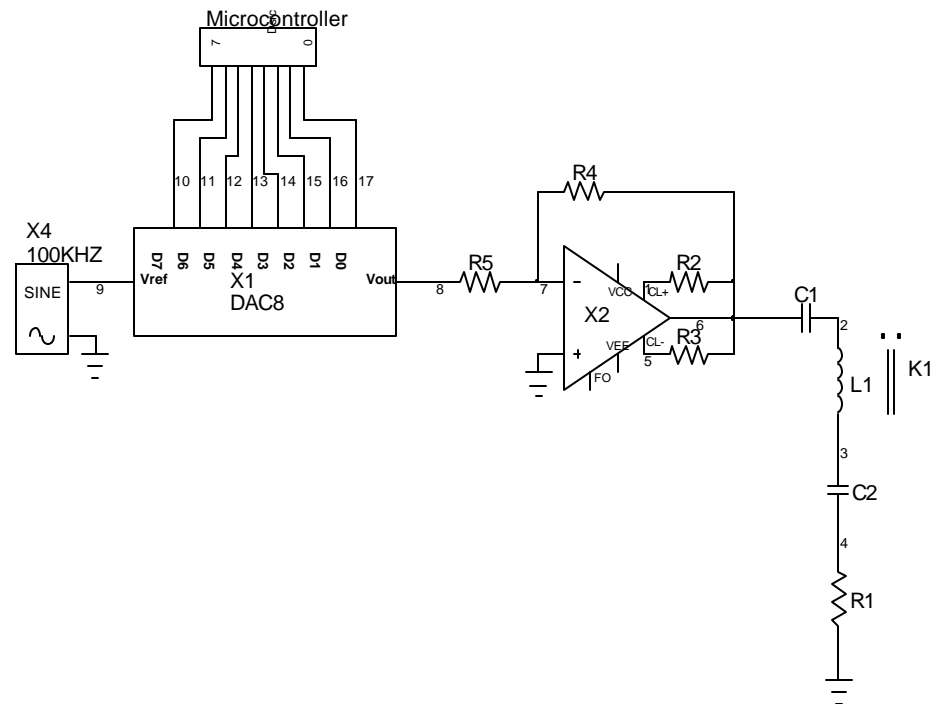 Microcontroller
7
0
10 11 12 13 14 15 16 17
X4
100KHZ
SINE
9
D7 D6 D5 D4 D3 D2 D1 D0
Vref
Vout
X1
DAC8
8
R5
R4
7
X2
VCC
1
CL+
R2
6
VEE
CL-
5
R3
FO
C1
2
L1
K1
3
C2
4
R1